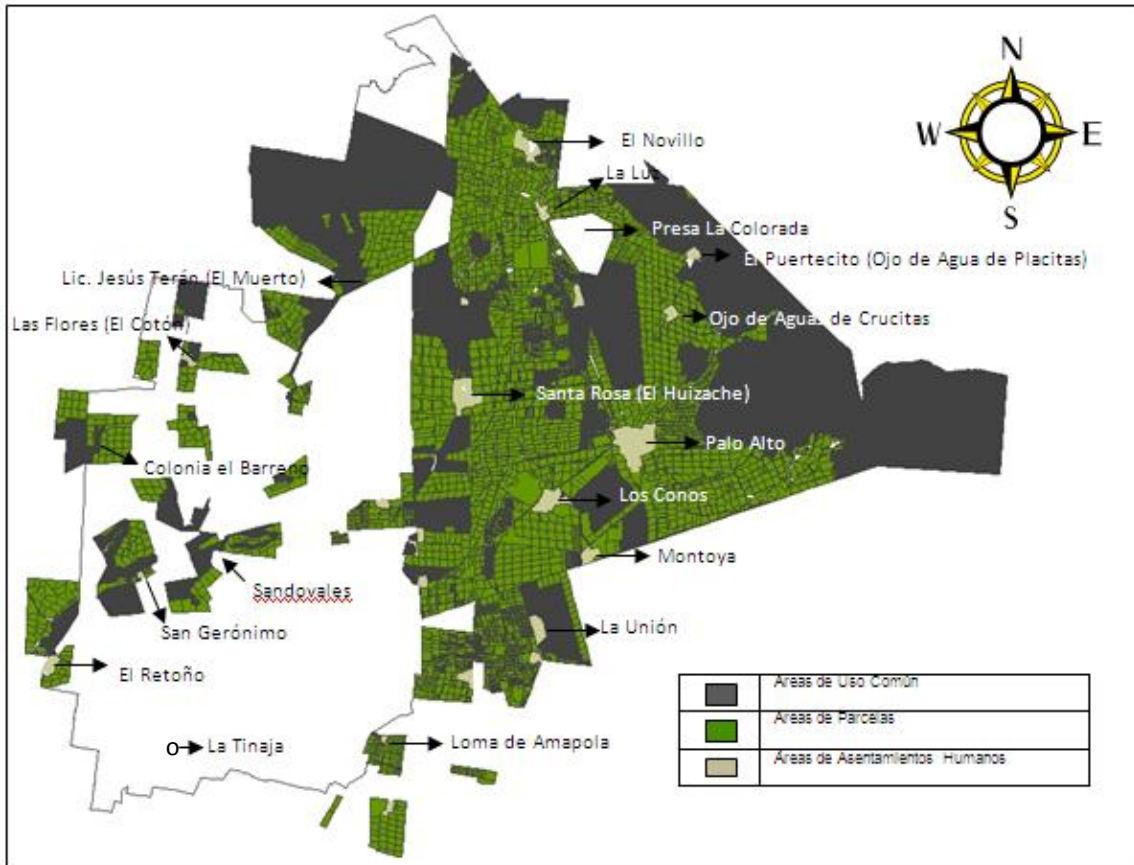 N
W E
S
El Novillo
La Luz
Presa La Colorada
El Puertecito (Ojo de Agua de Placitas)
Lic. Jesús Terán (El Muerto)
Las Flores (El Cotón)
Ojo de Aguas de Crucitas
Santa Rosa (El Huizache)
Palo Alto
Colonia el Barreno
Los Conos
Montoya
Sandovales
San Gerónimo
La Unión
El Retoño
La Tinaja
Loma de Amapola
Áreas de Uso Común
Áreas de Parcelas
Áreas de Asentamientos Humanos